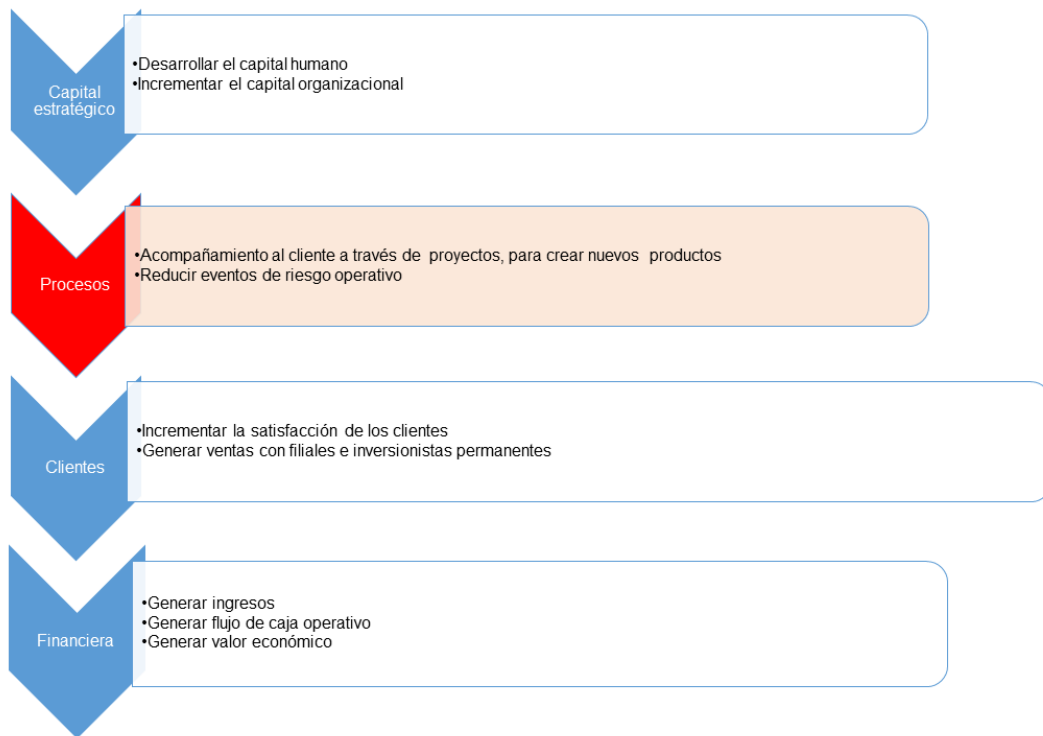 Capital
estratégico
•Desarrollar el capital humano
•Incrementar el capital organizacional
Procesos
•Acompañamiento al cliente a través de proyectos, para crear nuevos productos
•Reducir eventos de riesgo operativo
Clientes
•Incrementar la satisfacción de los clientes
•Generar ventas con filiales e inversionistas permanentes
Financiera
•Generar ingresos
•Generar flujo de caja operativo
•Generar valor económico